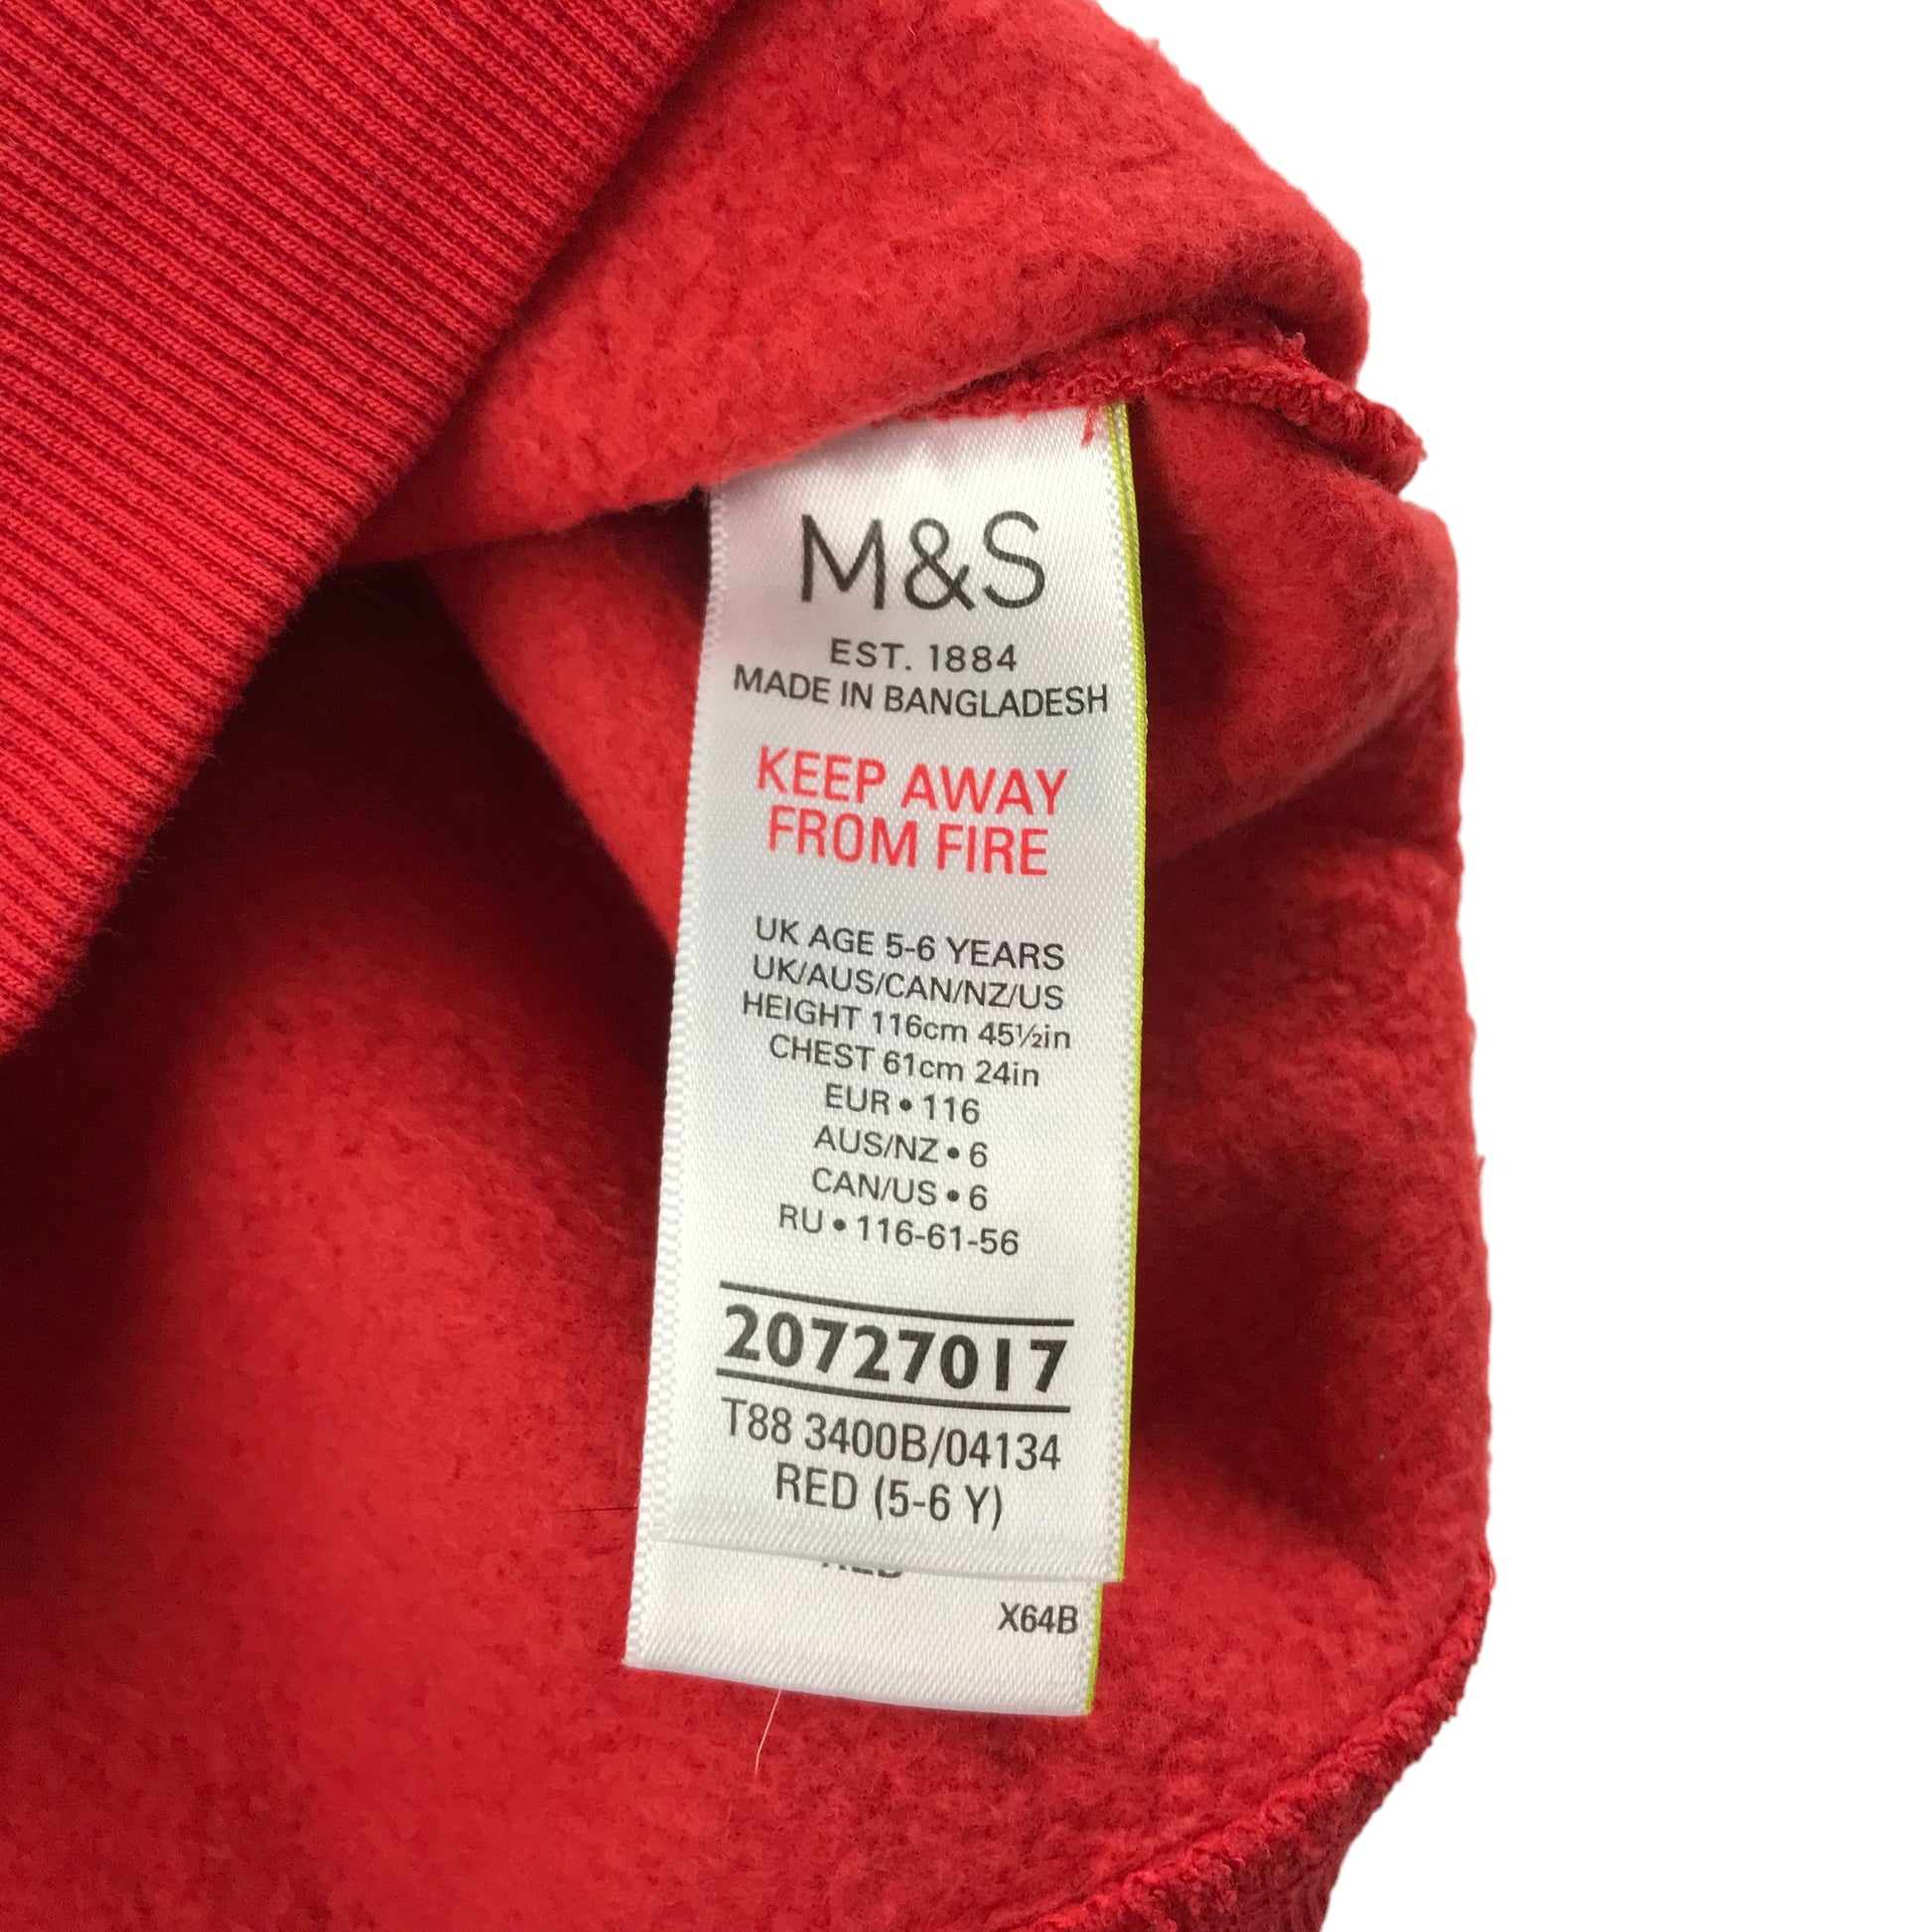 M&S
EST. 1884
MADE IN BANGLADESH
KEEP AWAY
FROM FIRE
UK AGE 5-6 YEARS
UK/AUS/CAN/NZ/US
HEIGHT 116cm 45½in
CHEST 61cm 24in
EUR • 116
AUS/NZ • 6
CAN/US • 6
RU • 116-61-56
20727017
T88 3400B/04134
RED (5-6 Y)
X64B